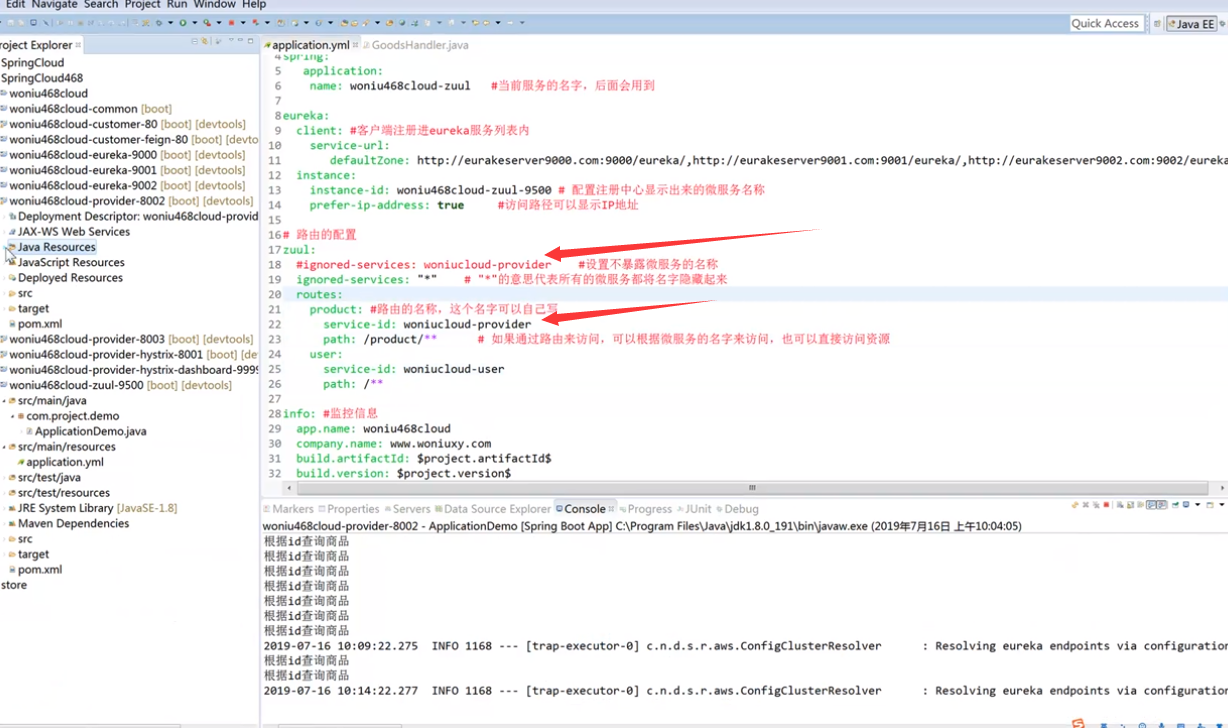 Edit Navigate Search Project Run Window Help
Quick Access
Java EE
roject Explorer
SpringCloud
SpringCloud468
woniu468cloud
woniu468cloud-common [boot]
woniu468cloud-customer-80 [boot] [devtools]
woniu468cloud-customer-feign-80 [boot] [devto
woniu468cloud-eureka-9000 [boot] [devtools]
woniu468cloud-eureka-9001 [boot] [devtools]
woniu468cloud-eureka-9002 [boot] [devtools]
woniu468cloud-provider-8002 [boot] [devtools]
Deployment Descriptor: woniu468cloud-provid
JAX-WS Web Services
Java Resources
JavaScript Resources
Deployed Resources
src
target
pom.xml
woniu468cloud-provider-8003 [boot] [devtools]
woniu468cloud-provider-hystrix-8001 [boot] [de
woniu468cloud-provider-hystrix-dashboard-9999
woniu468cloud-zuul-9500 [boot] [devtools]
src/main/java
com.project.demo
ApplicationDemo.java
src/main/resources
application.yml
src/test/java
src/test/resources
JRE System Library [JavaSE-1.8]
Maven Dependencies
src
target
pom.xml
store
application.yml
GoodsHandler.java
4 spring:
5 application:
6 name: woniu468cloud-zuul #当前服务的名字，后面会用到
7
8 eureka:
9 client: #客户端注册进eureka服务列表内
10 service-url:
11 defaultZone: http://eurakeserver9000.com:9000/eureka/,http://eurakeserver9001.com:9001/eureka/,http://eurakeserver9002.com:9002/eureka
12 instance:
13 instance-id: woniu468cloud-zuul-9500 # 配置注册中心显示出来的微服务名称
14 prefer-ip-address: true #访问路径可以显示IP地址
15
16 # 路由的配置
17 zuul:
18 #ignored-services: woniucloud-provider #设置不暴露微服务的名称
19 ignored-services: "*" # "*"的意思代表所有的微服务都将名字隐藏起来
20 routes:
21 product: #路由的名称，这个名字可以自己写
22 service-id: woniucloud-provider
23 path: /product/** # 如果通过路由来访问，可以根据微服务的名字来访问，也可以直接访问资源
24 user:
25 service-id: woniucloud-user
26 path: /**
27
28 info: #监控信息
29 app.name: woniu468cloud
30 company.name: www.woniuxy.com
31 build.artifactId: $project.artifactId$
32 build.version: $project.version$
Markers Properties Servers Data Source Explorer Console Progress JUnit Debug
woniu468cloud-provider-8002 - ApplicationDemo [Spring Boot App] C:\Program Files\Java\jdk1.8.0_191\bin\javaw.exe (2019年7月16日 上午10:04:05)
根据id查询商品
根据id查询商品
根据id查询商品
根据id查询商品
根据id查询商品
根据id查询商品
根据id查询商品
2019-07-16 10:09:22.275 INFO 1168 --- [trap-executor-0] c.n.d.s.r.aws.ConfigClusterResolver : Resolving eureka endpoints via configuration
根据id查询商品
根据id查询商品
2019-07-16 10:14:22.277 INFO 1168 --- [trap-executor-0] c.n.d.s.r.aws.ConfigClusterResolver : Resolving eureka endpoints via configuration